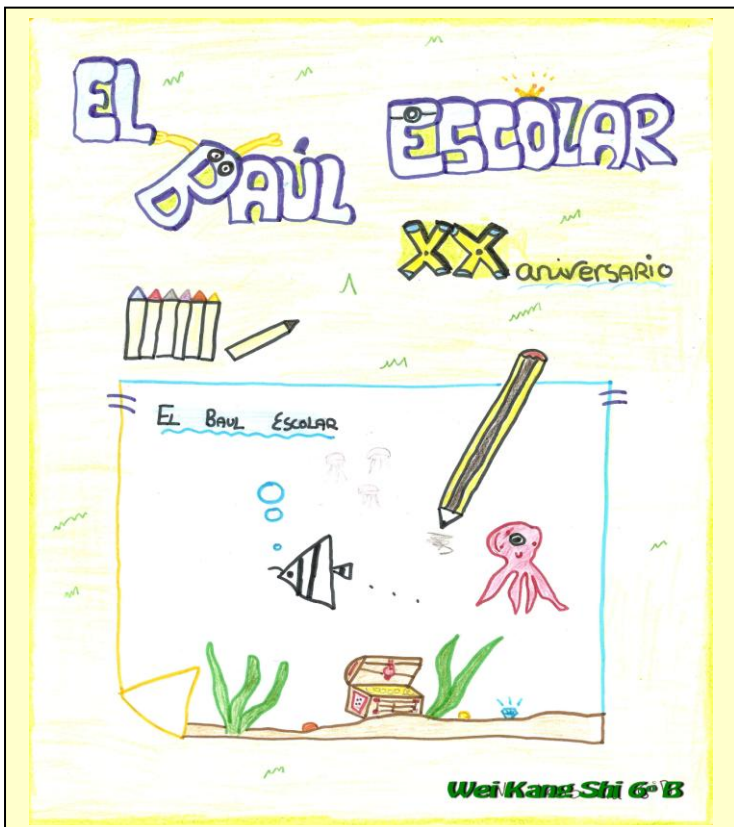 EL BAÚL ESCOLAR
XX aniversario
El Baul Escolar
Wei Kang Shi 6º B